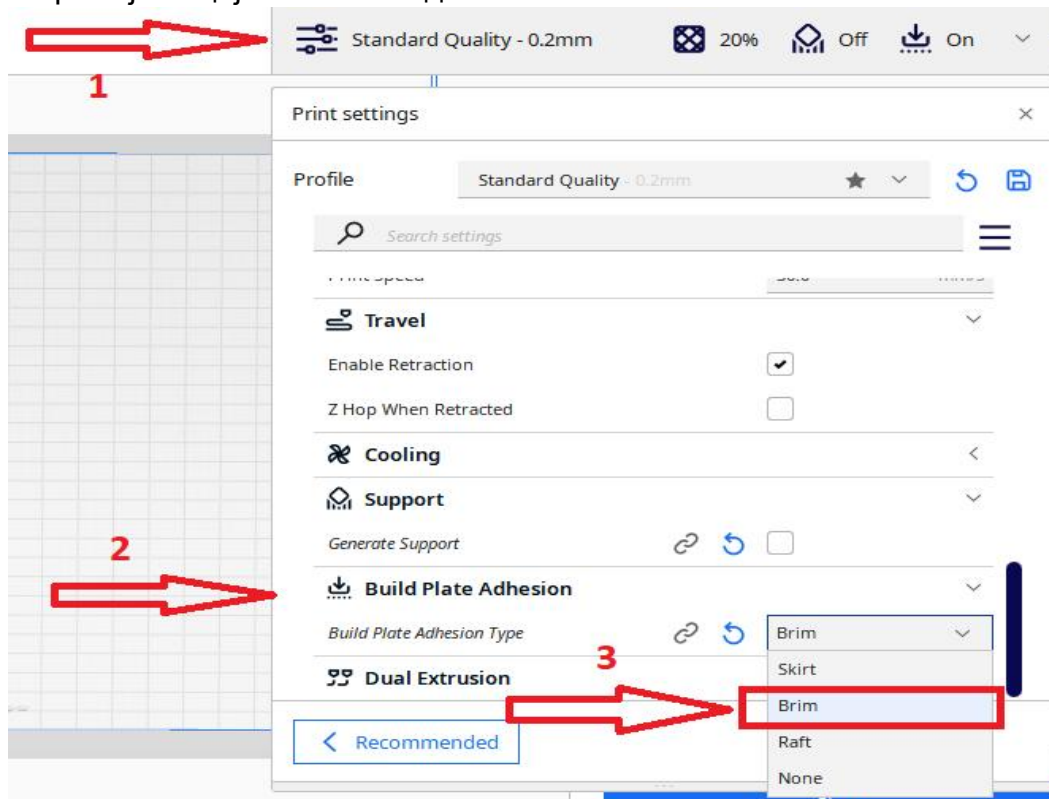 Standard Quality - 0.2mm 20% Off On
1
Print settings
Profile Standard Quality - 0.2mm
Search settings
Travel
Enable Retraction
Z Hop When Retracted
Cooling
Support
Generate Support
2
Build Plate Adhesion
Build Plate Adhesion Type Brim
3
Skirt
Dual Extrusion
Brim
Recommended
Raft
None